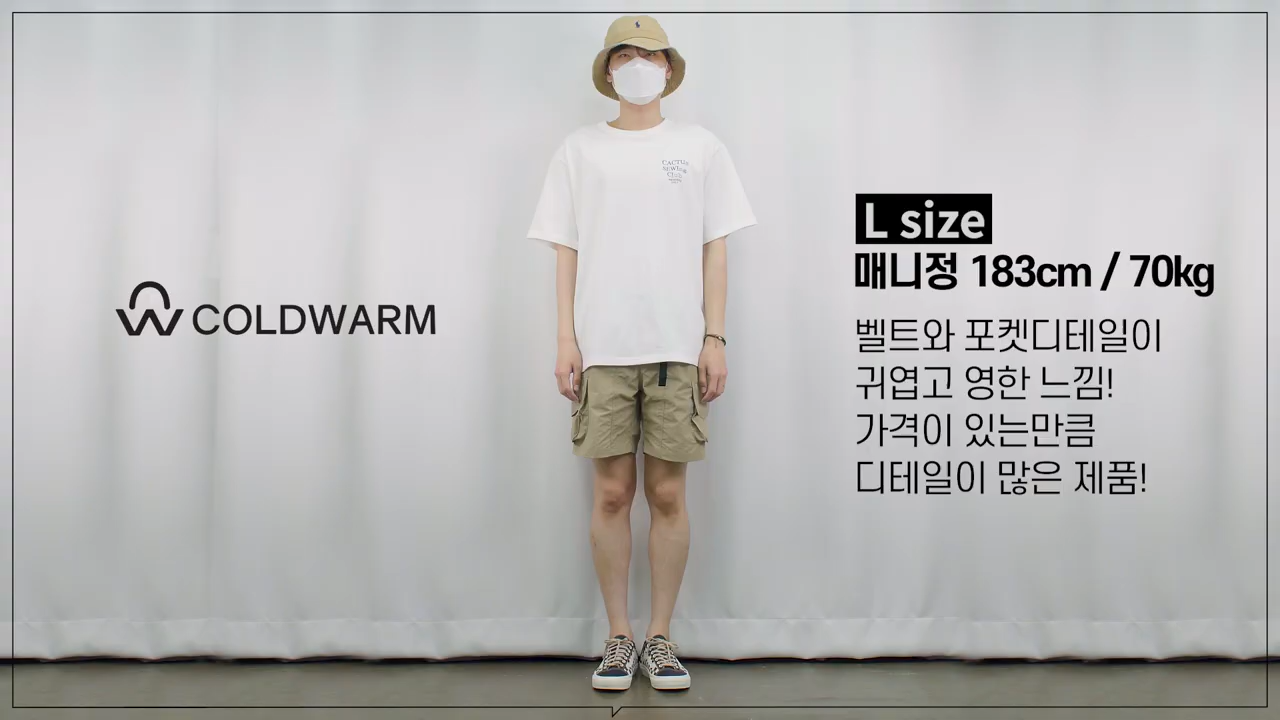 COLDWARM
L size
매니정 183cm / 70kg
벨트와 포켓디테일이
귀엽고 영한 느낌!
가격이 있는만큼
디테일이 많은 제품!
CLUB